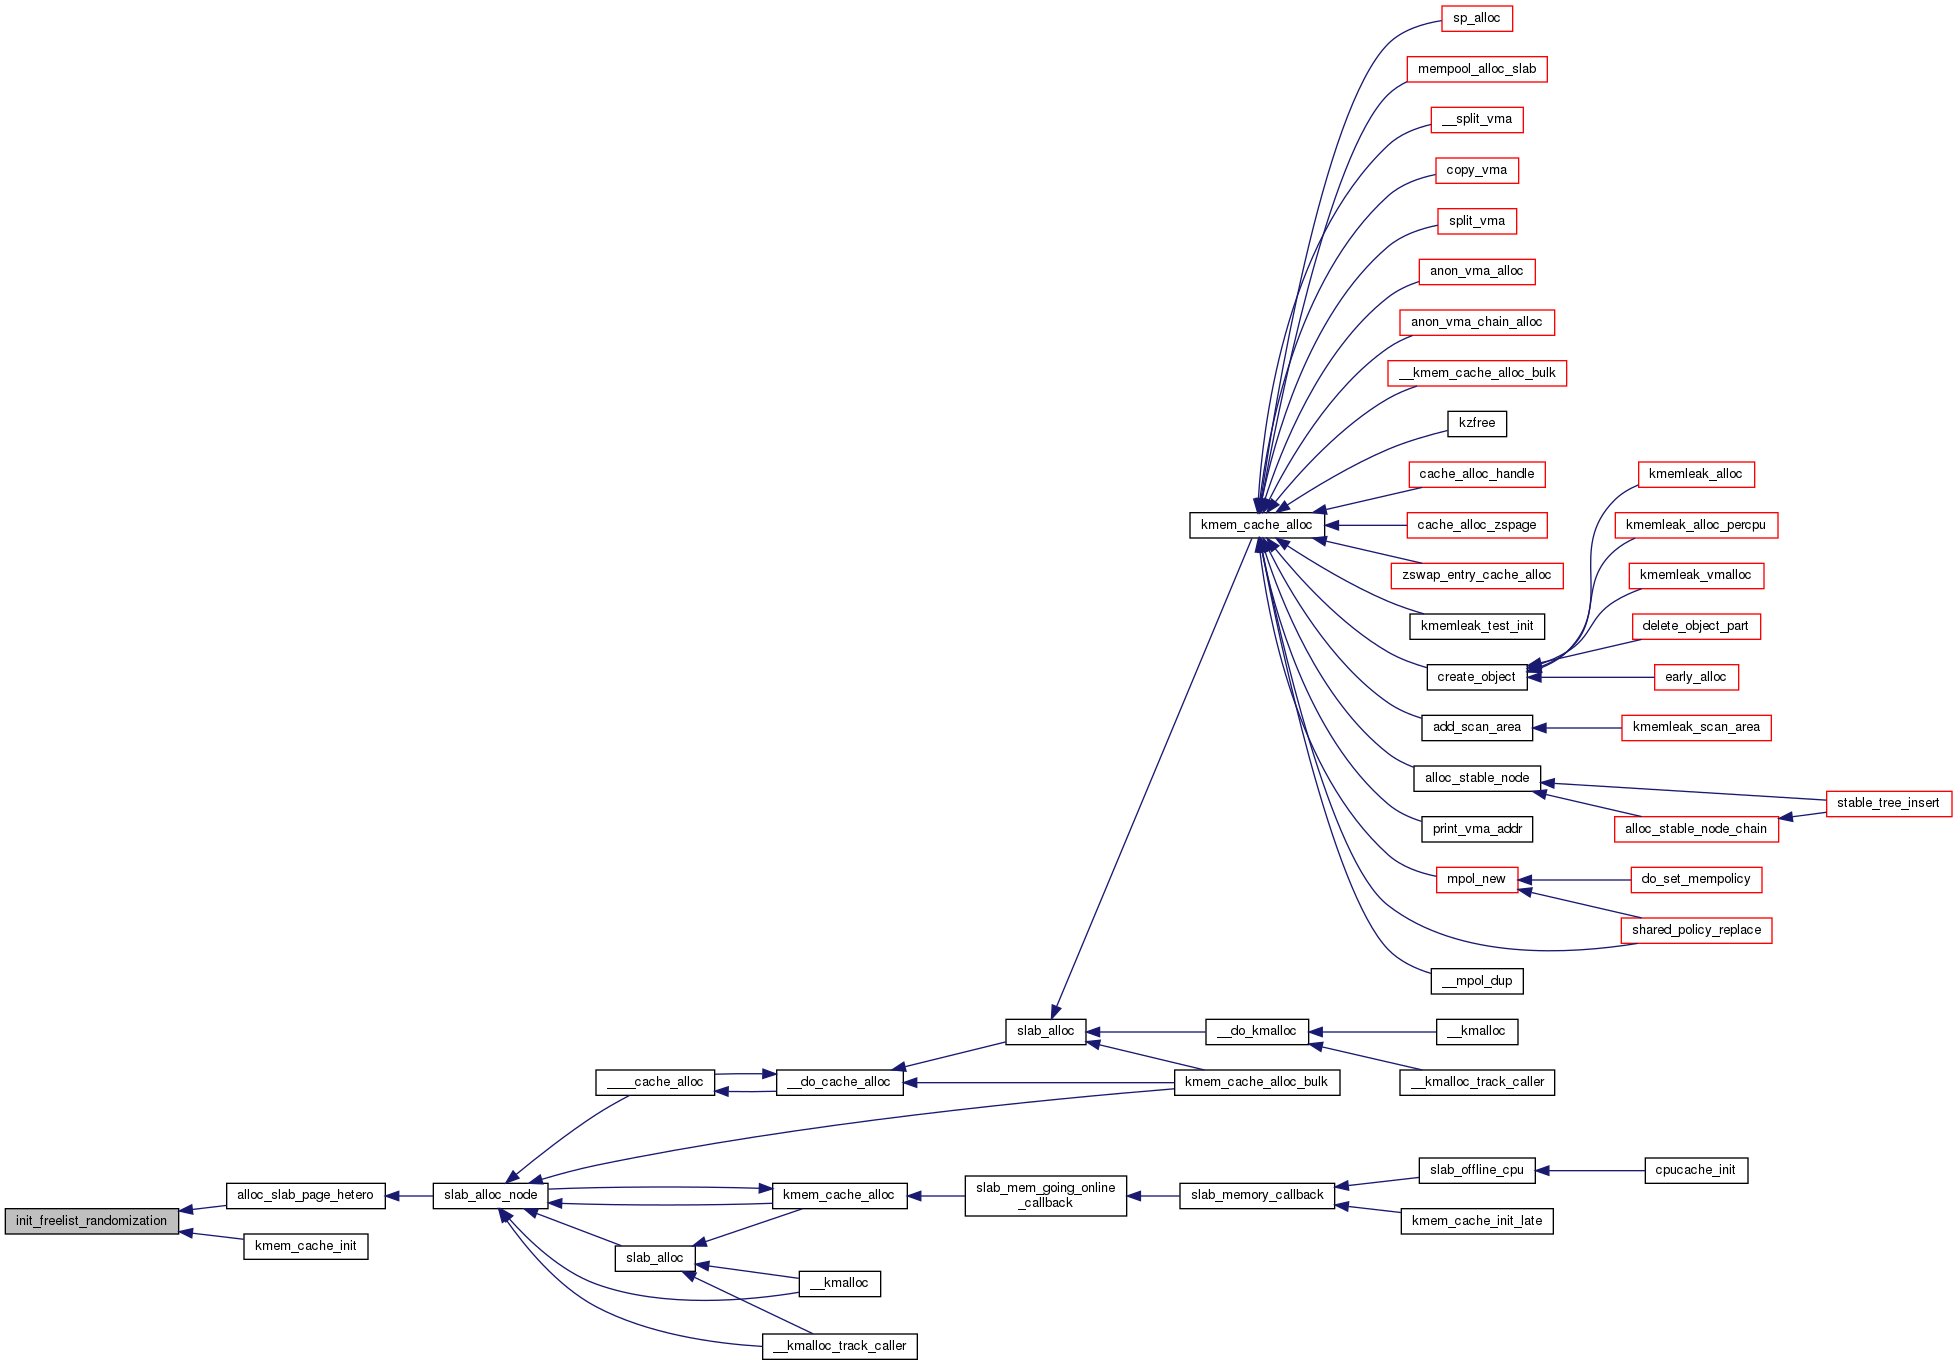 sp_alloc
mempool_alloc_slab
__split_vma
copy_vma
split_vma
anon_vma_alloc
anon_vma_chain_alloc
__kmem_cache_alloc_bulk
kzfree
cache_alloc_handle
kmemleak_alloc
kmem_cache_alloc
cache_alloc_zspage
kmemleak_alloc_percpu
zswap_entry_cache_alloc
kmemleak_vmalloc
kmemleak_test_init
delete_object_part
create_object
early_alloc
add_scan_area
kmemleak_scan_area
alloc_stable_node
stable_tree_insert
print_vma_addr
alloc_stable_node_chain
mpol_new
do_set_mempolicy
shared_policy_replace
__mpol_dup
slab_alloc
__do_kmalloc
__kmalloc
____cache_alloc
__do_cache_alloc
kmem_cache_alloc_bulk
__kmalloc_track_caller
slab_offline_cpu
cpucache_init
alloc_slab_page_hetero
slab_alloc_node
kmem_cache_alloc
slab_mem_going_online
_callback
slab_memory_callback
init_freelist_randomization
kmem_cache_init_late
kmem_cache_init
slab_alloc
__kmalloc
__kmalloc_track_caller